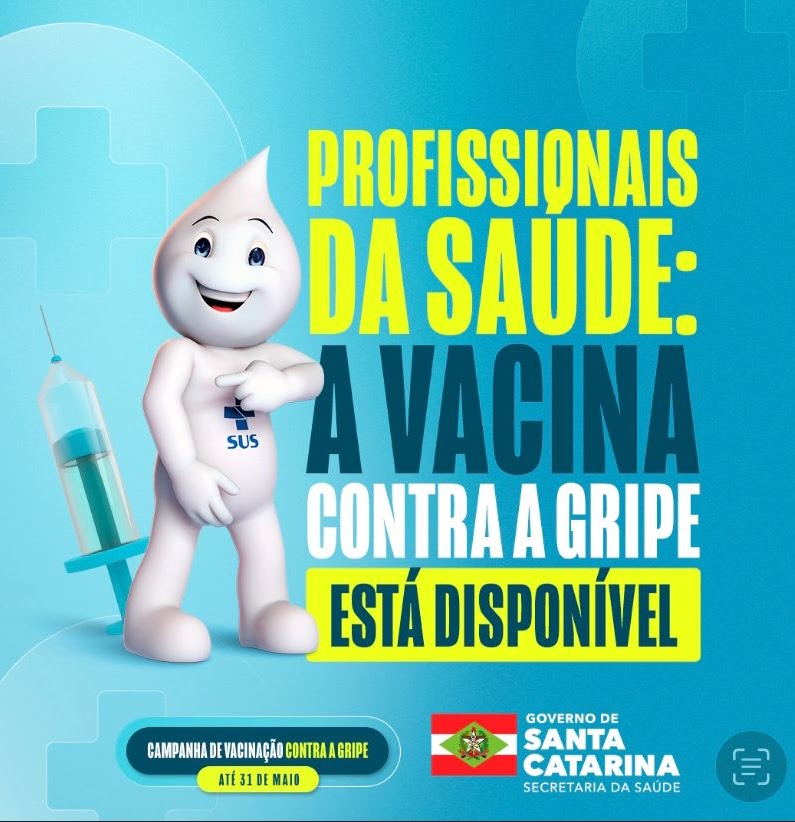 PROFISSIONAIS
DA SAÚDE:
A VACINA
CONTRA A GRIPE
ESTÁ DISPONÍVEL
SUS
CAMPANHA DE VACINAÇÃO CONTRA A GRIPE
ATÉ 31 DE MAIO
GOVERNO DE
SANTA
CATARINA
SECRETARIA DA SAÚDE